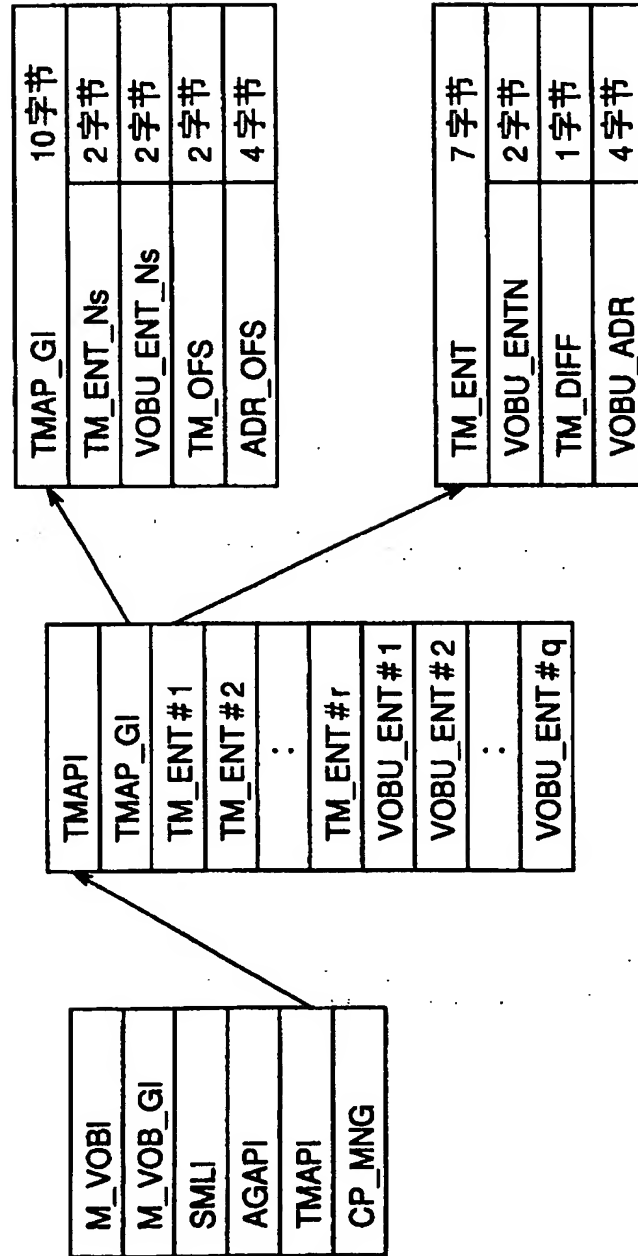 M_VOBI
M_VOB_GI
SMLI
AGAPI
TMAPI
CP_MNG
TMAPI
TMAP_GI
TM_ENT#1
TM_ENT#2
:
TM_ENT#r
VOBU_ENT#1
VOBU_ENT#2
:
VOBU_ENT#q
TMAP_GI 10字节
TM_ENT_Ns 2字节
VOBU_ENT_Ns 2字节
TM_OFS 2字节
ADR_OFS 4字节
TM_ENT 7字节
VOBU_ENTN 2字节
TM_DIFF 1字节
VOBU_ADR 4字节